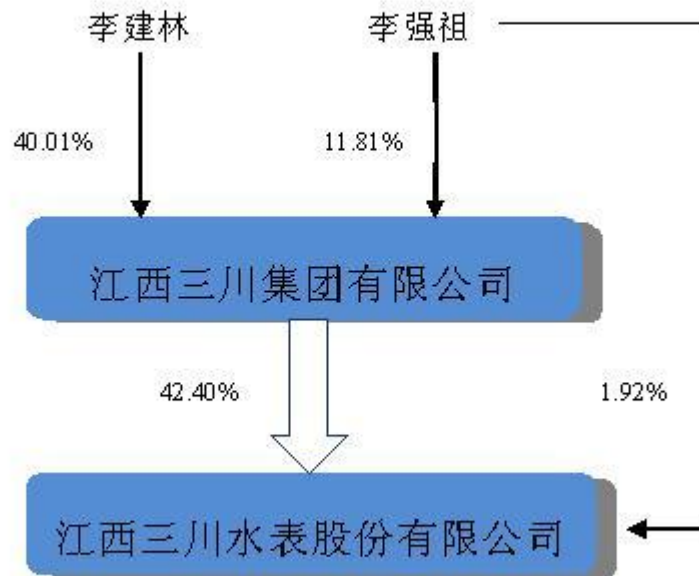 李建林 李强祖
40.01% 11.81%
江西三川集团有限公司
42.40% 1.92%
江西三川水表股份有限公司